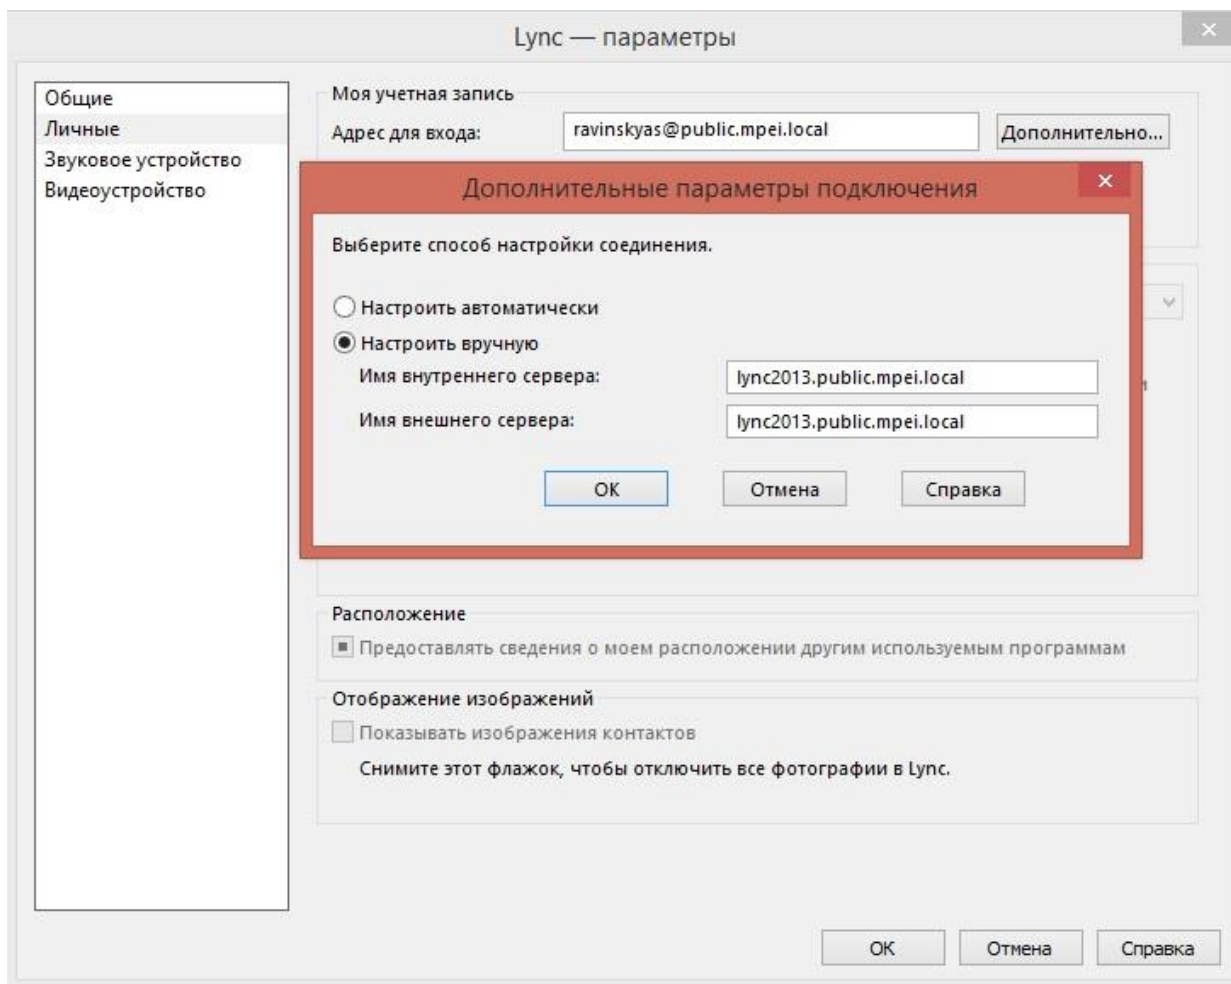 Lync — параметры
Общие
Личные
Звуковое устройство
Видеоустройство
Моя учетная запись
Адрес для входа:
ravinskyas@public.mpei.local
Дополнительно...
Дополнительные параметры подключения
Выберите способ настройки соединения.
Настроить автоматически
Настроить вручную
Имя внутреннего сервера:
lync2013.public.mpei.local
Имя внешнего сервера:
lync2013.public.mpei.local
ОК
Отмена
Справка
Расположение
Предоставлять сведения о моем расположении другим используемым программам
Отображение изображений
Показывать изображения контактов
Снимите этот флажок, чтобы отключить все фотографии в Lync.
ОК
Отмена
Справка